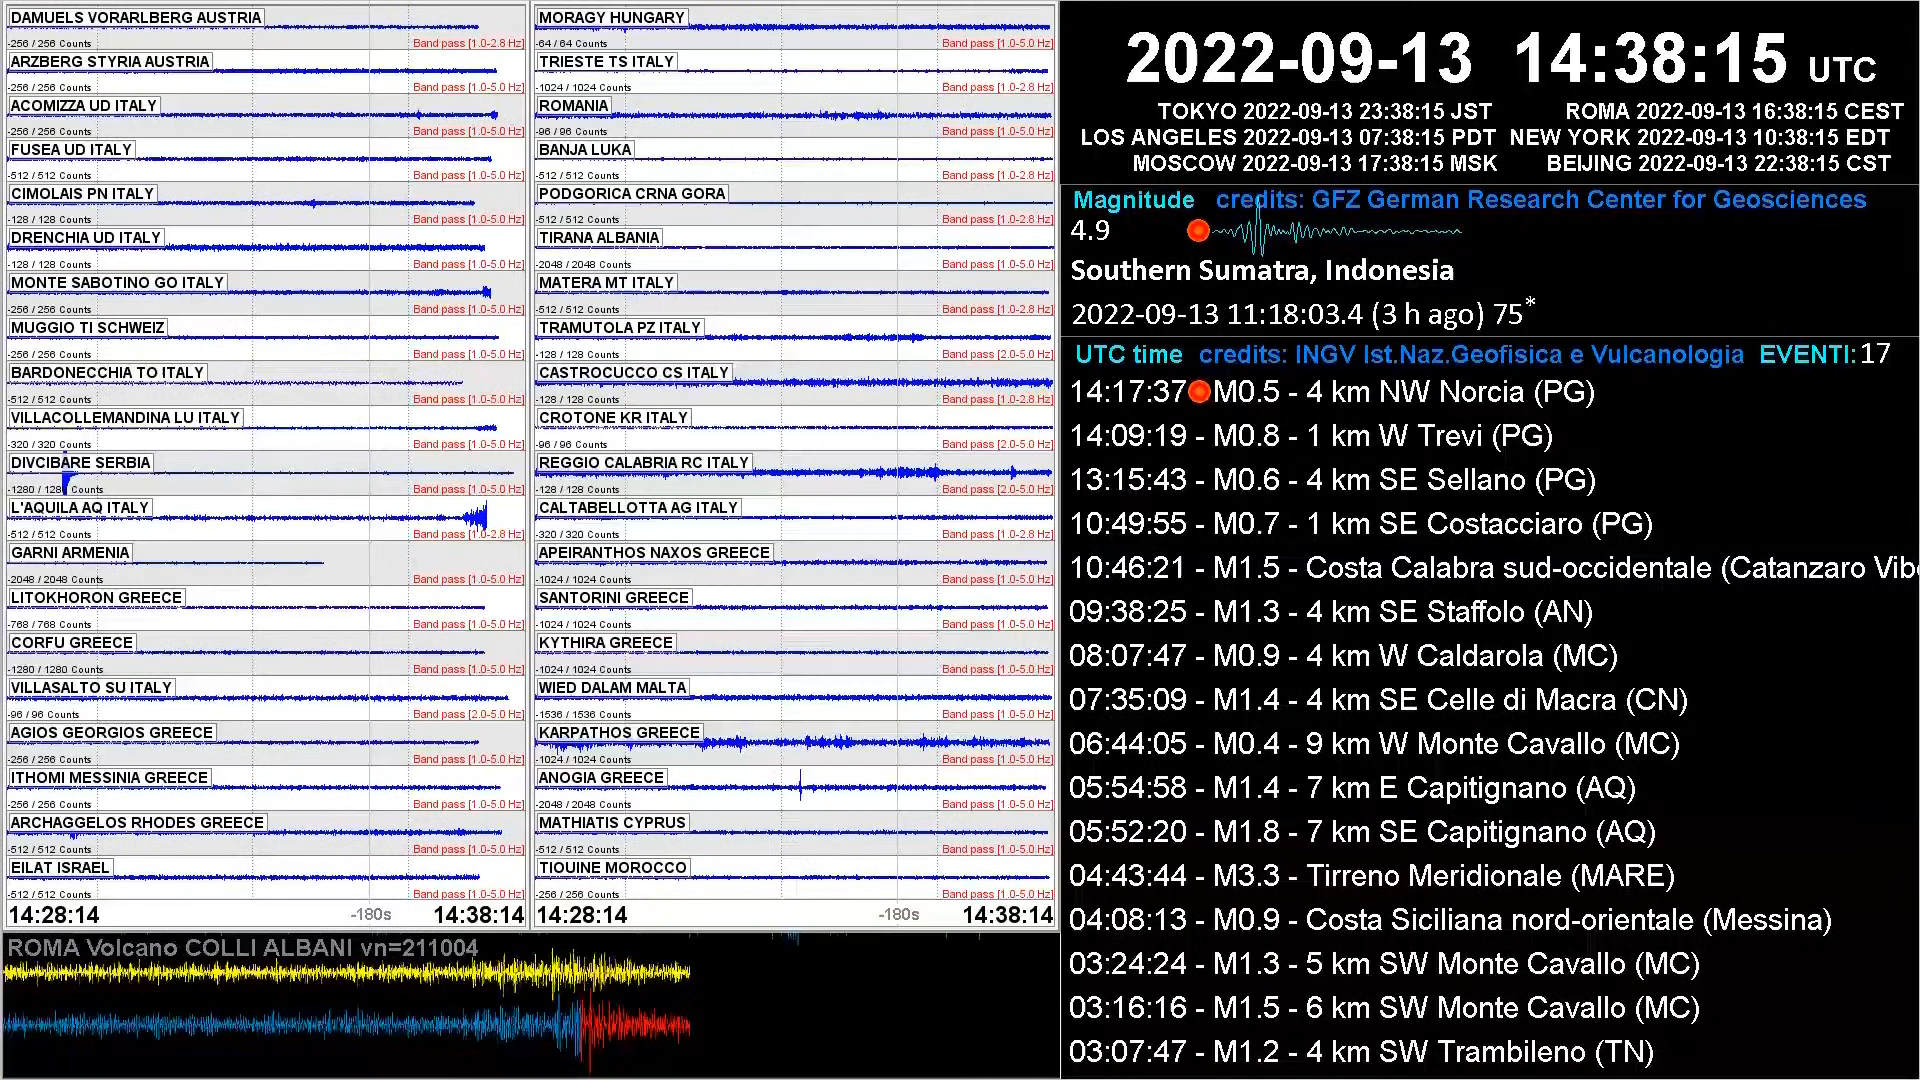 DAMUELS VORARLBERG AUSTRIA
-256 / 256 Counts
Band pass [1.0-2.8 Hz]
ARZBERG STYRIA AUSTRIA
-256 / 256 Counts
Band pass [1.0-5.0 Hz]
ACOMIZZA UD ITALY
-256 / 256 Counts
Band pass [1.0-5.0 Hz]
FUSEA UD ITALY
-512 / 512 Counts
Band pass [1.0-5.0 Hz]
CIMOLAIS PN ITALY
-128 / 128 Counts
Band pass [1.0-5.0 Hz]
DRENCHIA UD ITALY
-128 / 128 Counts
Band pass [1.0-5.0 Hz]
MONTE SABOTINO GO ITALY
-256 / 256 Counts
Band pass [1.0-5.0 Hz]
MUGGIO TI SCHWEIZ
-256 / 256 Counts
Band pass [1.0-5.0 Hz]
BARDONECCHIA TO ITALY
-512 / 512 Counts
Band pass [1.0-5.0 Hz]
VILLACOLLEMANDINA LU ITALY
-320 / 320 Counts
Band pass [1.0-5.0 Hz]
DIVCIBARE SERBIA
-1280 / 1280 Counts
Band pass [1.0-5.0 Hz]
L'AQUILA AQ ITALY
-512 / 512 Counts
Band pass [1.0-2.8 Hz]
GARNI ARMENIA
-2048 / 2048 Counts
Band pass [1.0-5.0 Hz]
LITOKHORON GREECE
-768 / 768 Counts
Band pass [1.0-5.0 Hz]
CORFU GREECE
-1280 / 1280 Counts
Band pass [1.0-5.0 Hz]
VILLASALTO SU ITALY
-96 / 96 Counts
Band pass [2.0-5.0 Hz]
AGIOS GEORGIOS GREECE
-256 / 256 Counts
Band pass [1.0-5.0 Hz]
ITHOMI MESSINIA GREECE
-256 / 256 Counts
Band pass [1.0-5.0 Hz]
ARCHAGGELOS RHODES GREECE
-512 / 512 Counts
Band pass [1.0-5.0 Hz]
EILAT ISRAEL
-512 / 512 Counts
Band pass [1.0-5.0 Hz]
14:28:14 -180s 14:38:14
MORAGY HUNGARY
-64 / 64 Counts
Band pass [1.0-5.0 Hz]
TRIESTE TS ITALY
-1024 / 1024 Counts
Band pass [1.0-2.8 Hz]
ROMANIA
-96 / 96 Counts
Band pass [1.0-5.0 Hz]
BANJA LUKA
-512 / 512 Counts
Band pass [1.0-2.8 Hz]
PODGORICA CRNA GORA
-512 / 512 Counts
Band pass [1.0-2.8 Hz]
TIRANA ALBANIA
-2048 / 2048 Counts
Band pass [1.0-2.8 Hz]
MATERA MT ITALY
-512 / 512 Counts
Band pass [1.0-2.8 Hz]
TRAMUTOLA PZ ITALY
-128 / 128 Counts
Band pass [2.0-5.0 Hz]
CASTROCUCCO CS ITALY
-128 / 128 Counts
Band pass [1.0-2.8 Hz]
CROTONE KR ITALY
-96 / 96 Counts
Band pass [2.0-5.0 Hz]
REGGIO CALABRIA RC ITALY
-128 / 128 Counts
Band pass [2.0-5.0 Hz]
CALTABELLOTTA AG ITALY
-320 / 320 Counts
Band pass [1.0-2.8 Hz]
APEIRANTHOS NAXOS GREECE
-1024 / 1024 Counts
Band pass [1.0-5.0 Hz]
SANTORINI GREECE
-1024 / 1024 Counts
Band pass [1.0-5.0 Hz]
KYTHIRA GREECE
-1024 / 1024 Counts
Band pass [1.0-5.0 Hz]
WIED DALAM MALTA
-1536 / 1536 Counts
Band pass [1.0-5.0 Hz]
KARPATHOS GREECE
-1024 / 1024 Counts
Band pass [1.0-5.0 Hz]
ANOGIA GREECE
-2048 / 2048 Counts
Band pass [1.0-5.0 Hz]
MATHIATIS CYPRUS
-512 / 512 Counts
Band pass [1.0-5.0 Hz]
TIOUINE MOROCCO
-256 / 256 Counts
Band pass [1.0-5.0 Hz]
14:28:14 -180s 14:38:14
ROMA Volcano COLLI ALBANI vn=211004
2022-09-13 14:38:15 UTC
TOKYO 2022-09-13 23:38:15 JST ROMA 2022-09-13 16:38:15 CEST
LOS ANGELES 2022-09-13 07:38:15 PDT NEW YORK 2022-09-13 10:38:15 EDT
MOSCOW 2022-09-13 17:38:15 MSK BEIJING 2022-09-13 22:38:15 CST
Magnitude credits: GFZ German Research Center for Geosciences
4.9
Southern Sumatra, Indonesia
2022-09-13 11:18:03.4 (3 h ago) 75*
UTC time credits: INGV Ist.Naz.Geofisica e Vulcanologia EVENTI: 17
14:17:37 M0.5 - 4 km NW Norcia (PG)
14:09:19 - M0.8 - 1 km W Trevi (PG)
13:15:43 - M0.6 - 4 km SE Sellano (PG)
10:49:55 - M0.7 - 1 km SE Costacciaro (PG)
10:46:21 - M1.5 - Costa Calabra sud-occidentale (Catanzaro Vibo
09:38:25 - M1.3 - 4 km SE Staffolo (AN)
08:07:47 - M0.9 - 4 km W Caldarola (MC)
07:35:09 - M1.4 - 4 km SE Celle di Macra (CN)
06:44:05 - M0.4 - 9 km W Monte Cavallo (MC)
05:54:58 - M1.4 - 7 km E Capitignano (AQ)
05:52:20 - M1.8 - 7 km SE Capitignano (AQ)
04:43:44 - M3.3 - Tirreno Meridionale (MARE)
04:08:13 - M0.9 - Costa Siciliana nord-orientale (Messina)
03:24:24 - M1.3 - 5 km SW Monte Cavallo (MC)
03:16:16 - M1.5 - 6 km SW Monte Cavallo (MC)
03:07:47 - M1.2 - 4 km SW Trambileno (TN)